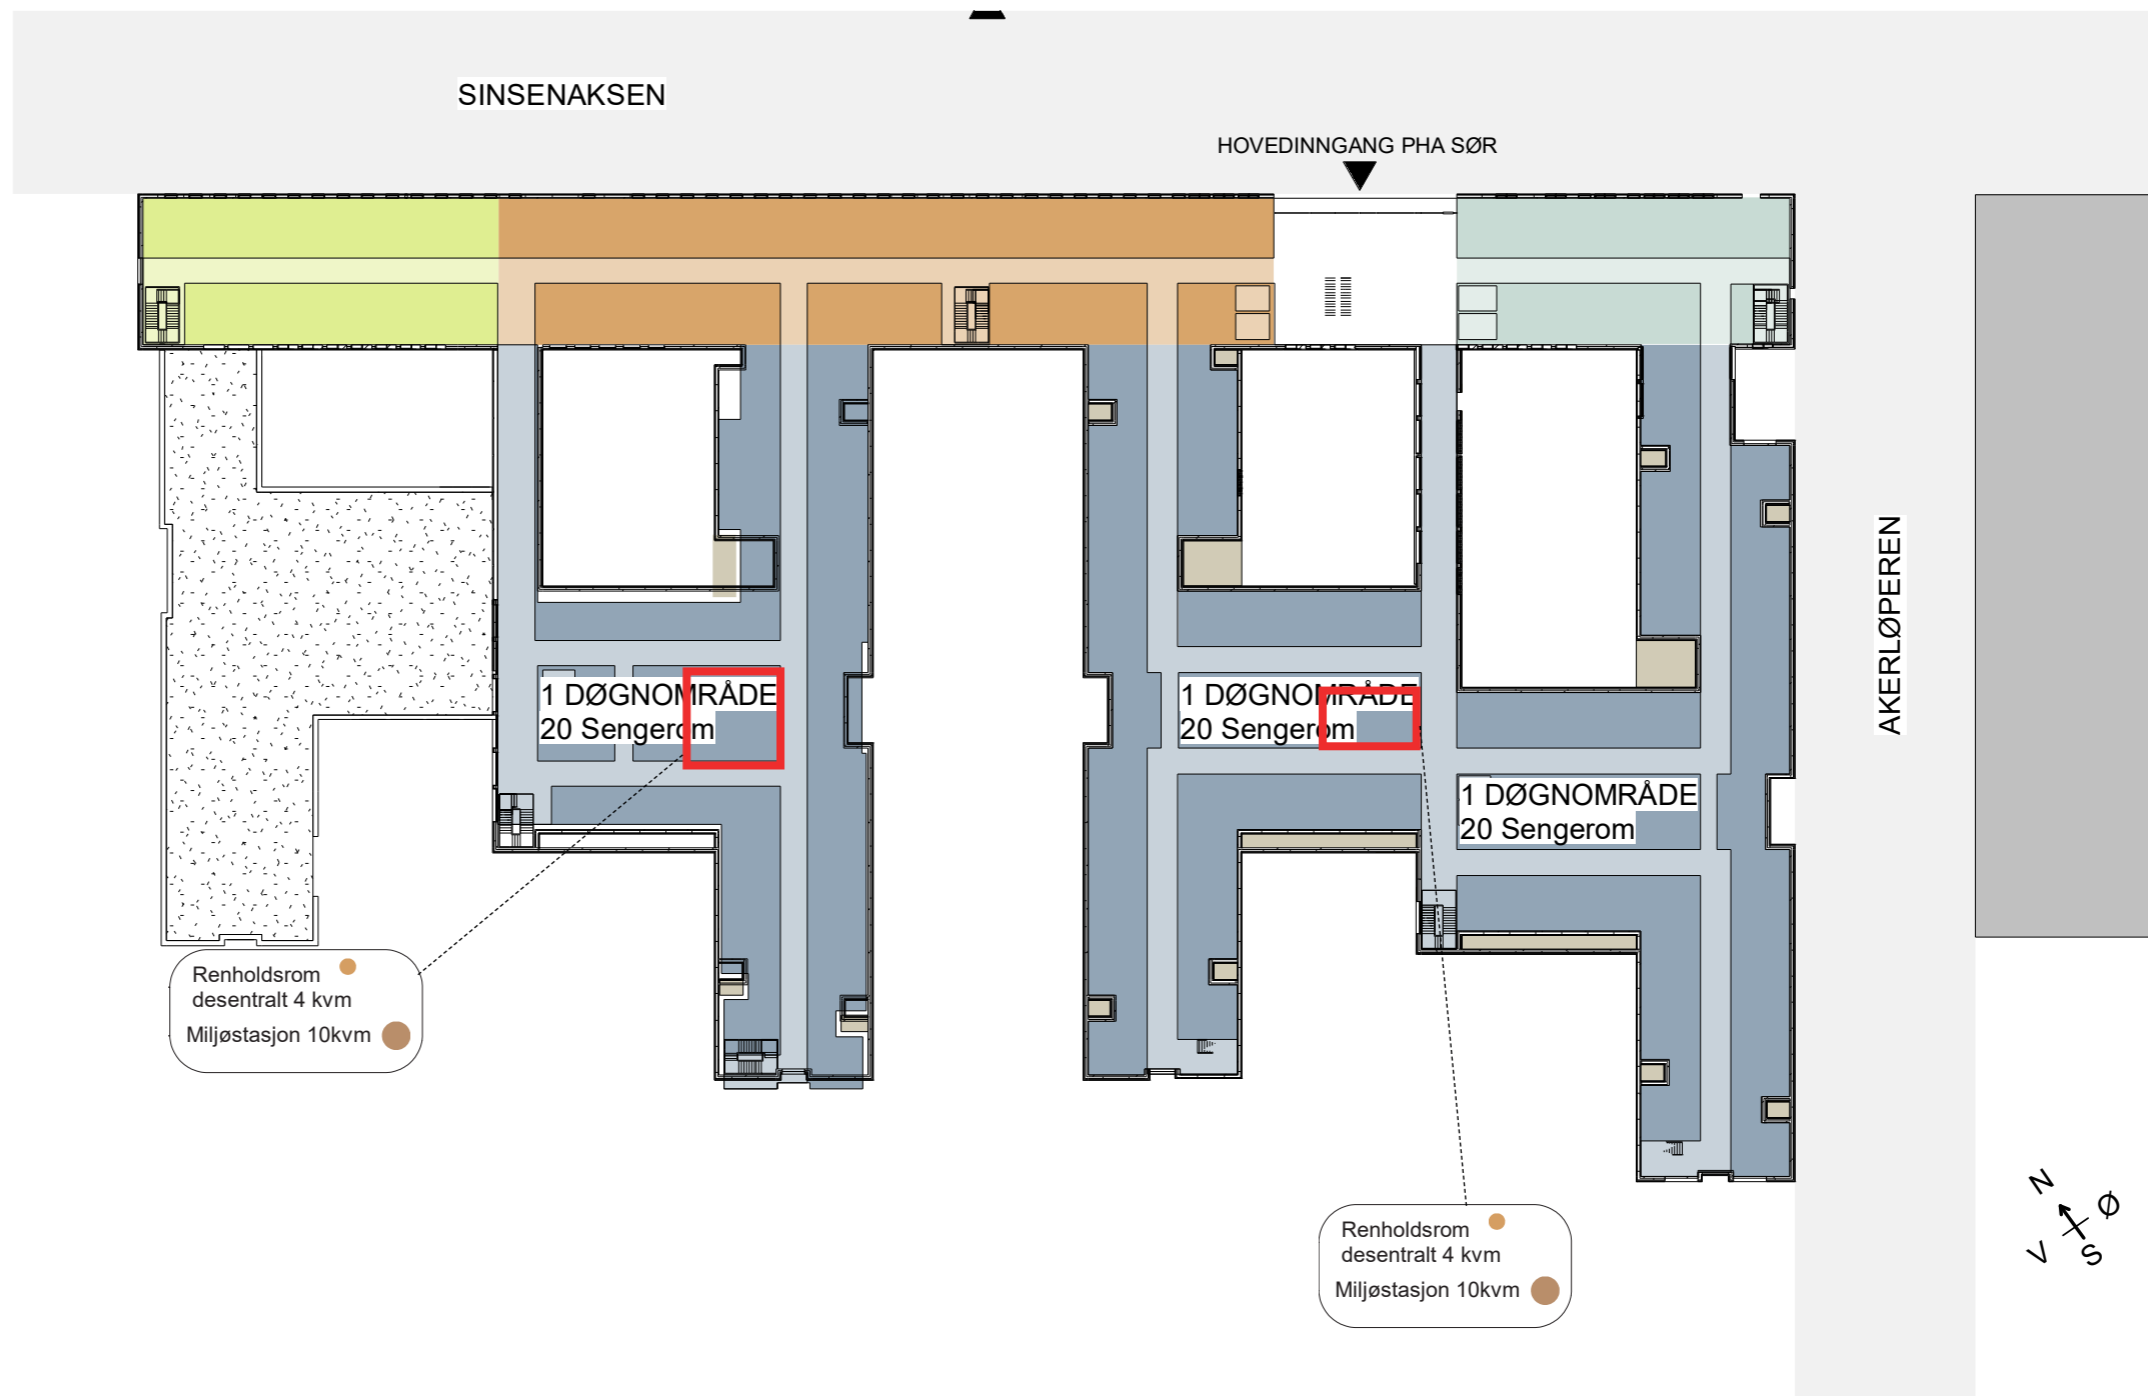 SINSENAKSEN
HOVEDINNGANG PHA SØR
1 DØGNOMRÅDE
20 Sengerom
1 DØGNOMRÅDE
20 Sengerom
1 DØGNOMRÅDE
20 Sengerom
AKERLØPEREN
Renholdsrom
desentralt 4 kvm
Miljøstasjon 10kvm
Renholdsrom
desentralt 4 kvm
Miljøstasjon 10kvm
N
Ø
V
S